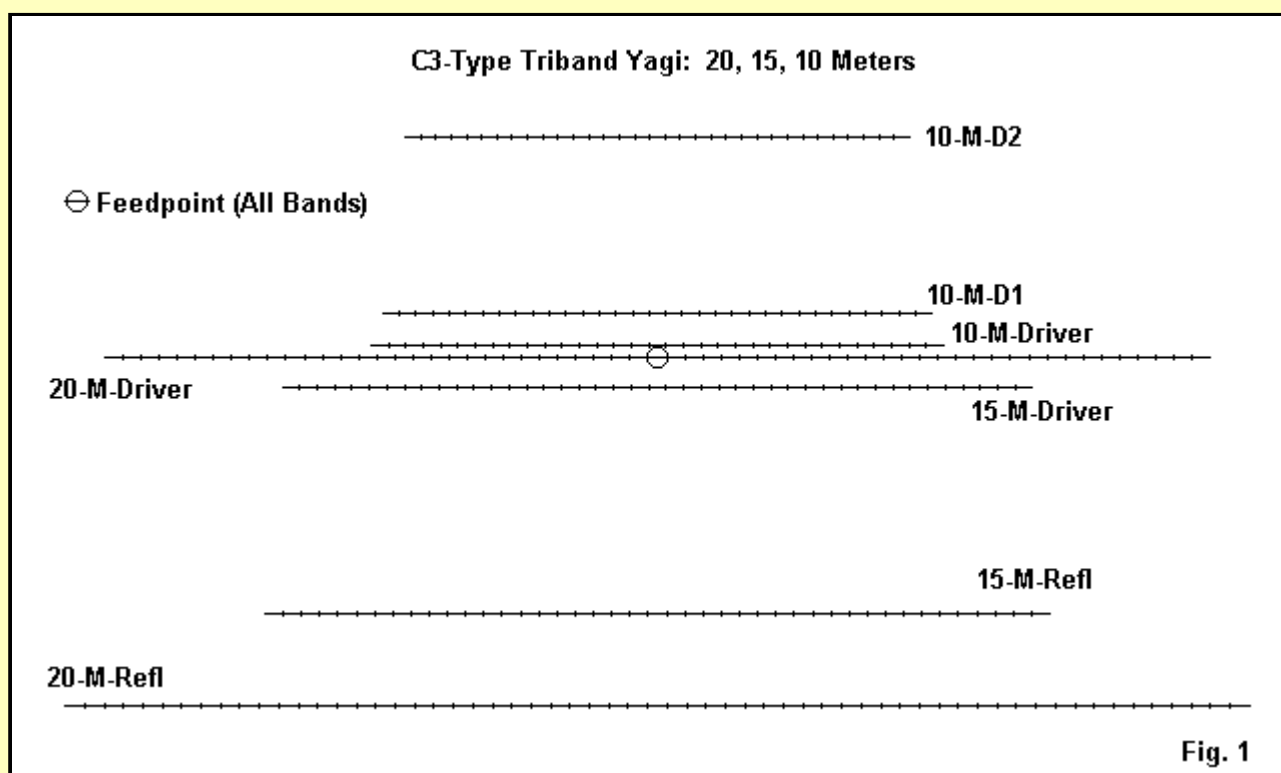 C3-Type Triband Yagi: 20, 15, 10 Meters
10-M-D2
Feedpoint (All Bands)
10-M-D1
10-M-Driver
20-M-Driver
15-M-Driver
15-M-Refl
20-M-Refl
Fig. 1